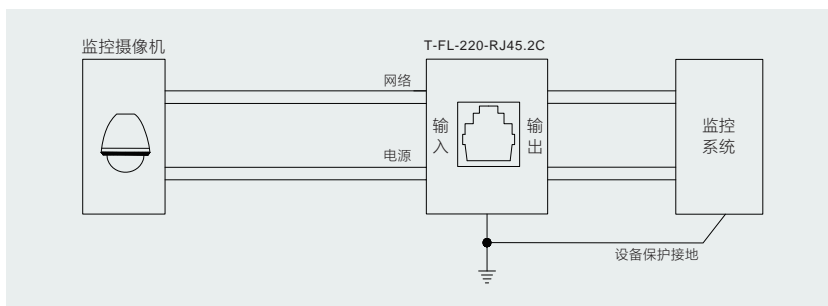 监控摄像机
T-FL-220-RJ45.2C
网络
电源
输入
输出
监控
系统
设备保护接地